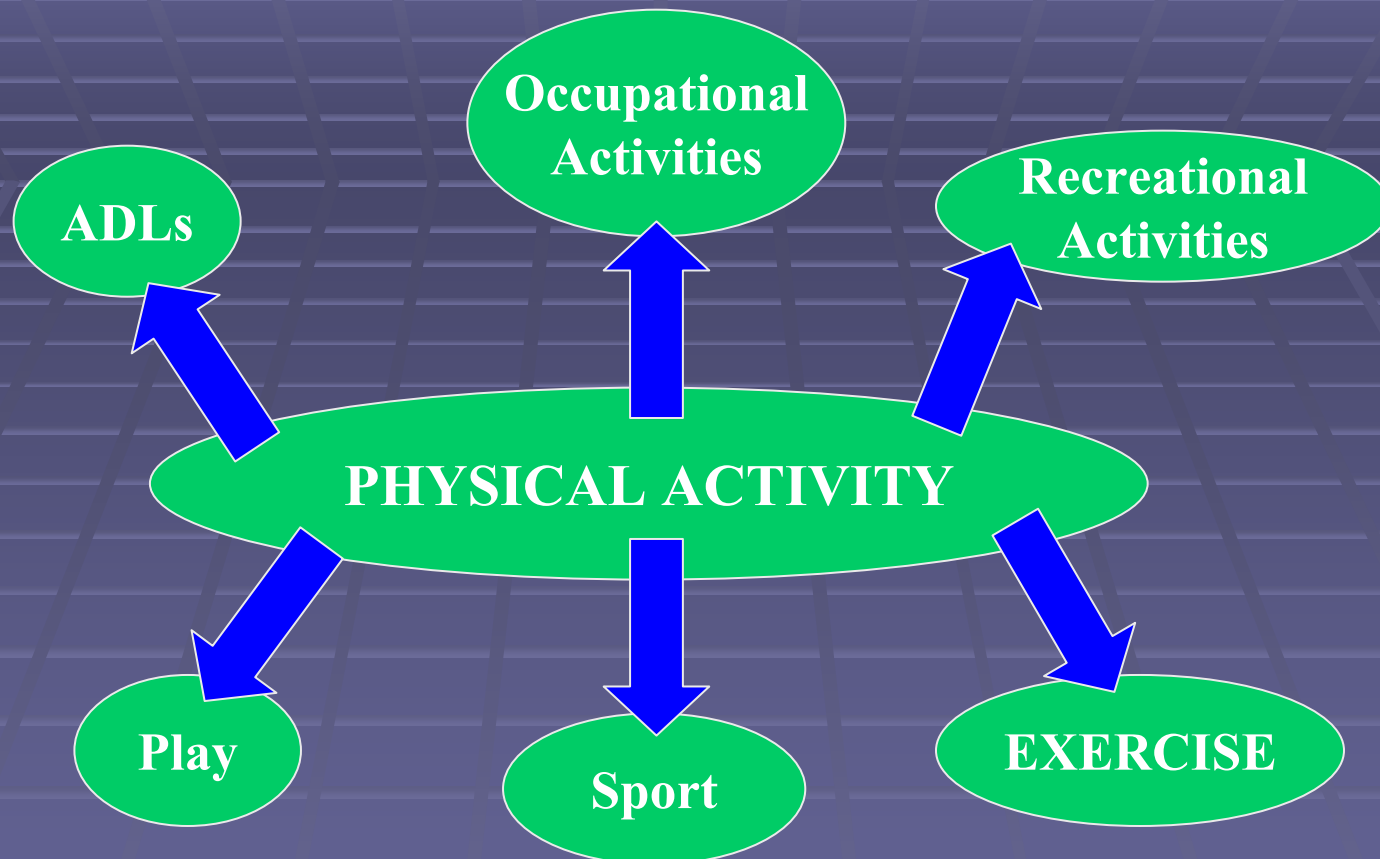 Occupational
Activities
ADLs
Recreational
Activities
PHYSICAL ACTIVITY
Play
Sport
EXERCISE